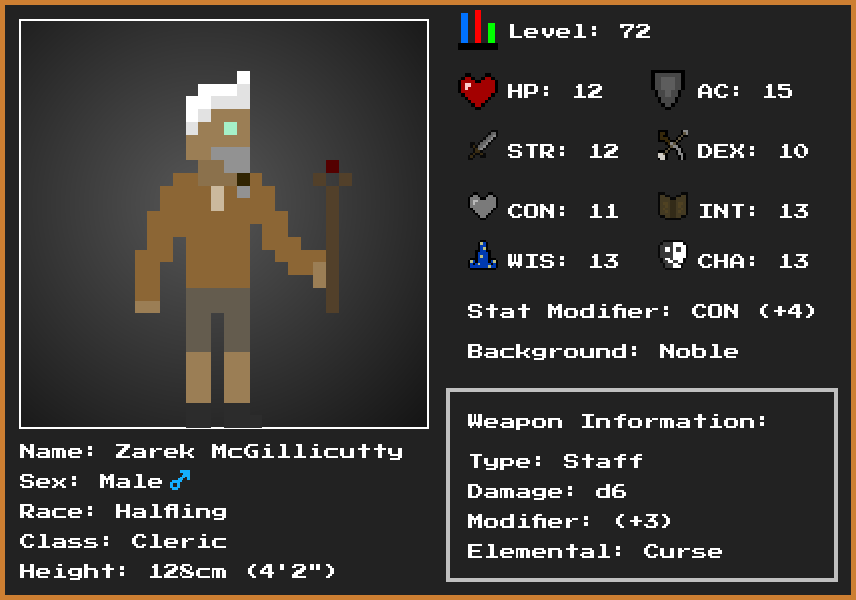 Level: 72
HP: 12 AC: 15
STR: 12 DEX: 10
CON: 11 INT: 13
WIS: 13 CHA: 13
Stat Modifier: CON (+4)
Background: Noble
Weapon Information:
Type: Staff
Damage: d6
Modifier: (+3)
Elemental: Curse
Name: Zarek McGillicutty
Sex: Male ♂
Race: Halfling
Class: Cleric
Height: 128cm (4'2")